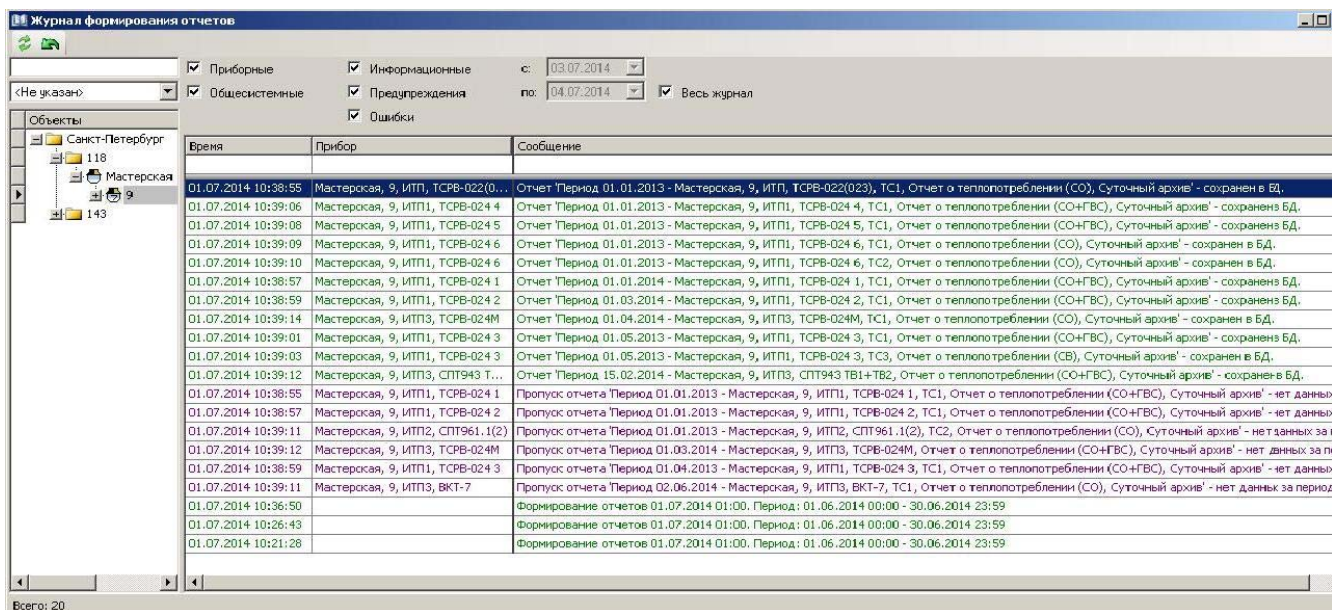 Журнал формирования отчетов
Приборные
Информационные
с: 03.07.2014
<Не указан>
Общесистемные
Предупреждения
по: 04.07.2014
Весь журнал
Ошибки
Объекты
Санкт-Петербург
118
Мастерская
9
143
Время Прибор Сообщение
01.07.2014 10:38:55 Мастерская, 9, ИТП, ТСРВ-022(0... Отчет 'Период 01.01.2013 - Мастерская, 9, ИТП, ТСРВ-022(023), ТС1, Отчет о теплопотреблении (СО), Суточный архив' - сохранен в БД.
01.07.2014 10:39:06 Мастерская, 9, ИТП1, ТСРВ-024 4 Отчет 'Период 01.01.2013 - Мастерская, 9, ИТП1, ТСРВ-024 4, ТС1, Отчет о теплопотреблении (СО+ГВС), Суточный архив' - сохранен в БД.
01.07.2014 10:39:08 Мастерская, 9, ИТП1, ТСРВ-024 5 Отчет 'Период 01.01.2013 - Мастерская, 9, ИТП1, ТСРВ-024 5, ТС1, Отчет о теплопотреблении (СО+ГВС), Суточный архив' - сохранен в БД.
01.07.2014 10:39:09 Мастерская, 9, ИТП1, ТСРВ-024 6 Отчет 'Период 01.01.2013 - Мастерская, 9, ИТП1, ТСРВ-024 6, ТС1, Отчет о теплопотреблении (СО), Суточный архив' - сохранен в БД.
01.07.2014 10:39:10 Мастерская, 9, ИТП1, ТСРВ-024 6 Отчет 'Период 01.01.2013 - Мастерская, 9, ИТП1, ТСРВ-024 6, ТС2, Отчет о теплопотреблении (СО), Суточный архив' - сохранен в БД.
01.07.2014 10:38:57 Мастерская, 9, ИТП1, ТСРВ-024 1 Отчет 'Период 01.01.2014 - Мастерская, 9, ИТП1, ТСРВ-024 1, ТС1, Отчет о теплопотреблении (СО+ГВС), Суточный архив' - сохранен в БД.
01.07.2014 10:38:59 Мастерская, 9, ИТП1, ТСРВ-024 2 Отчет 'Период 01.03.2014 - Мастерская, 9, ИТП1, ТСРВ-024 2, ТС1, Отчет о теплопотреблении (СО+ГВС), Суточный архив' - сохранен в БД.
01.07.2014 10:39:14 Мастерская, 9, ИТП3, ТСРВ-024М Отчет 'Период 01.04.2014 - Мастерская, 9, ИТП3, ТСРВ-024М, ТС1, Отчет о теплопотреблении (СО), Суточный архив' - сохранен в БД.
01.07.2014 10:39:01 Мастерская, 9, ИТП1, ТСРВ-024 3 Отчет 'Период 01.05.2013 - Мастерская, 9, ИТП1, ТСРВ-024 3, ТС1, Отчет о теплопотреблении (СО+ГВС), Суточный архив' - сохранен в БД.
01.07.2014 10:39:03 Мастерская, 9, ИТП1, ТСРВ-024 3 Отчет 'Период 01.05.2013 - Мастерская, 9, ИТП1, ТСРВ-024 3, ТС3, Отчет о теплопотреблении (СВ), Суточный архив' - сохранен в БД.
01.07.2014 10:39:12 Мастерская, 9, ИТП3, СПТ943 Т... Отчет 'Период 15.02.2014 - Мастерская, 9, ИТП3, СПТ943 ТВ1+ТВ2, Отчет о теплопотреблении (СО+ГВС), Суточный архив' - сохранен в БД.
01.07.2014 10:38:55 Мастерская, 9, ИТП1, ТСРВ-024 1 Пропуск отчета 'Период 01.01.2013 - Мастерская, 9, ИТП1, ТСРВ-024 1, ТС1, Отчет о теплопотреблении (СО+ГВС), Суточный архив' - нет данных
01.07.2014 10:38:57 Мастерская, 9, ИТП1, ТСРВ-024 2 Пропуск отчета 'Период 01.01.2013 - Мастерская, 9, ИТП1, ТСРВ-024 2, ТС1, Отчет о теплопотреблении (СО+ГВС), Суточный архив' - нет данных
01.07.2014 10:39:11 Мастерская, 9, ИТП2, СПТ961.1(2) Пропуск отчета 'Период 01.01.2013 - Мастерская, 9, ИТП2, СПТ961.1(2), ТС2, Отчет о теплопотреблении (СО), Суточный архив' - нет данных за
01.07.2014 10:39:12 Мастерская, 9, ИТП3, ТСРВ-024М Пропуск отчета 'Период 01.03.2014 - Мастерская, 9, ИТП3, ТСРВ-024М, Отчет о теплопотреблении (СО+ГВС), Суточный архив' - нет данных за
01.07.2014 10:38:59 Мастерская, 9, ИТП1, ТСРВ-024 3 Пропуск отчета 'Период 01.04.2013 - Мастерская, 9, ИТП1, ТСРВ-024 3, ТС1, Отчет о теплопотреблении (СО+ГВС), Суточный архив' - нет данных
01.07.2014 10:39:11 Мастерская, 9, ИТП3, ВКТ-7 Пропуск отчета 'Период 02.06.2014 - Мастерская, 9, ИТП3, ВКТ-7, ТС1, Отчет о теплопотреблении (СО), Суточный архив' - нет данных за период
01.07.2014 10:36:50 Формирование отчетов 01.07.2014 01:00. Период: 01.06.2014 00:00 - 30.06.2014 23:59
01.07.2014 10:26:43 Формирование отчетов 01.07.2014 01:00. Период: 01.06.2014 00:00 - 30.06.2014 23:59
01.07.2014 10:21:28 Формирование отчетов 01.07.2014 01:00. Период: 01.06.2014 00:00 - 30.06.2014 23:59
Всего: 20